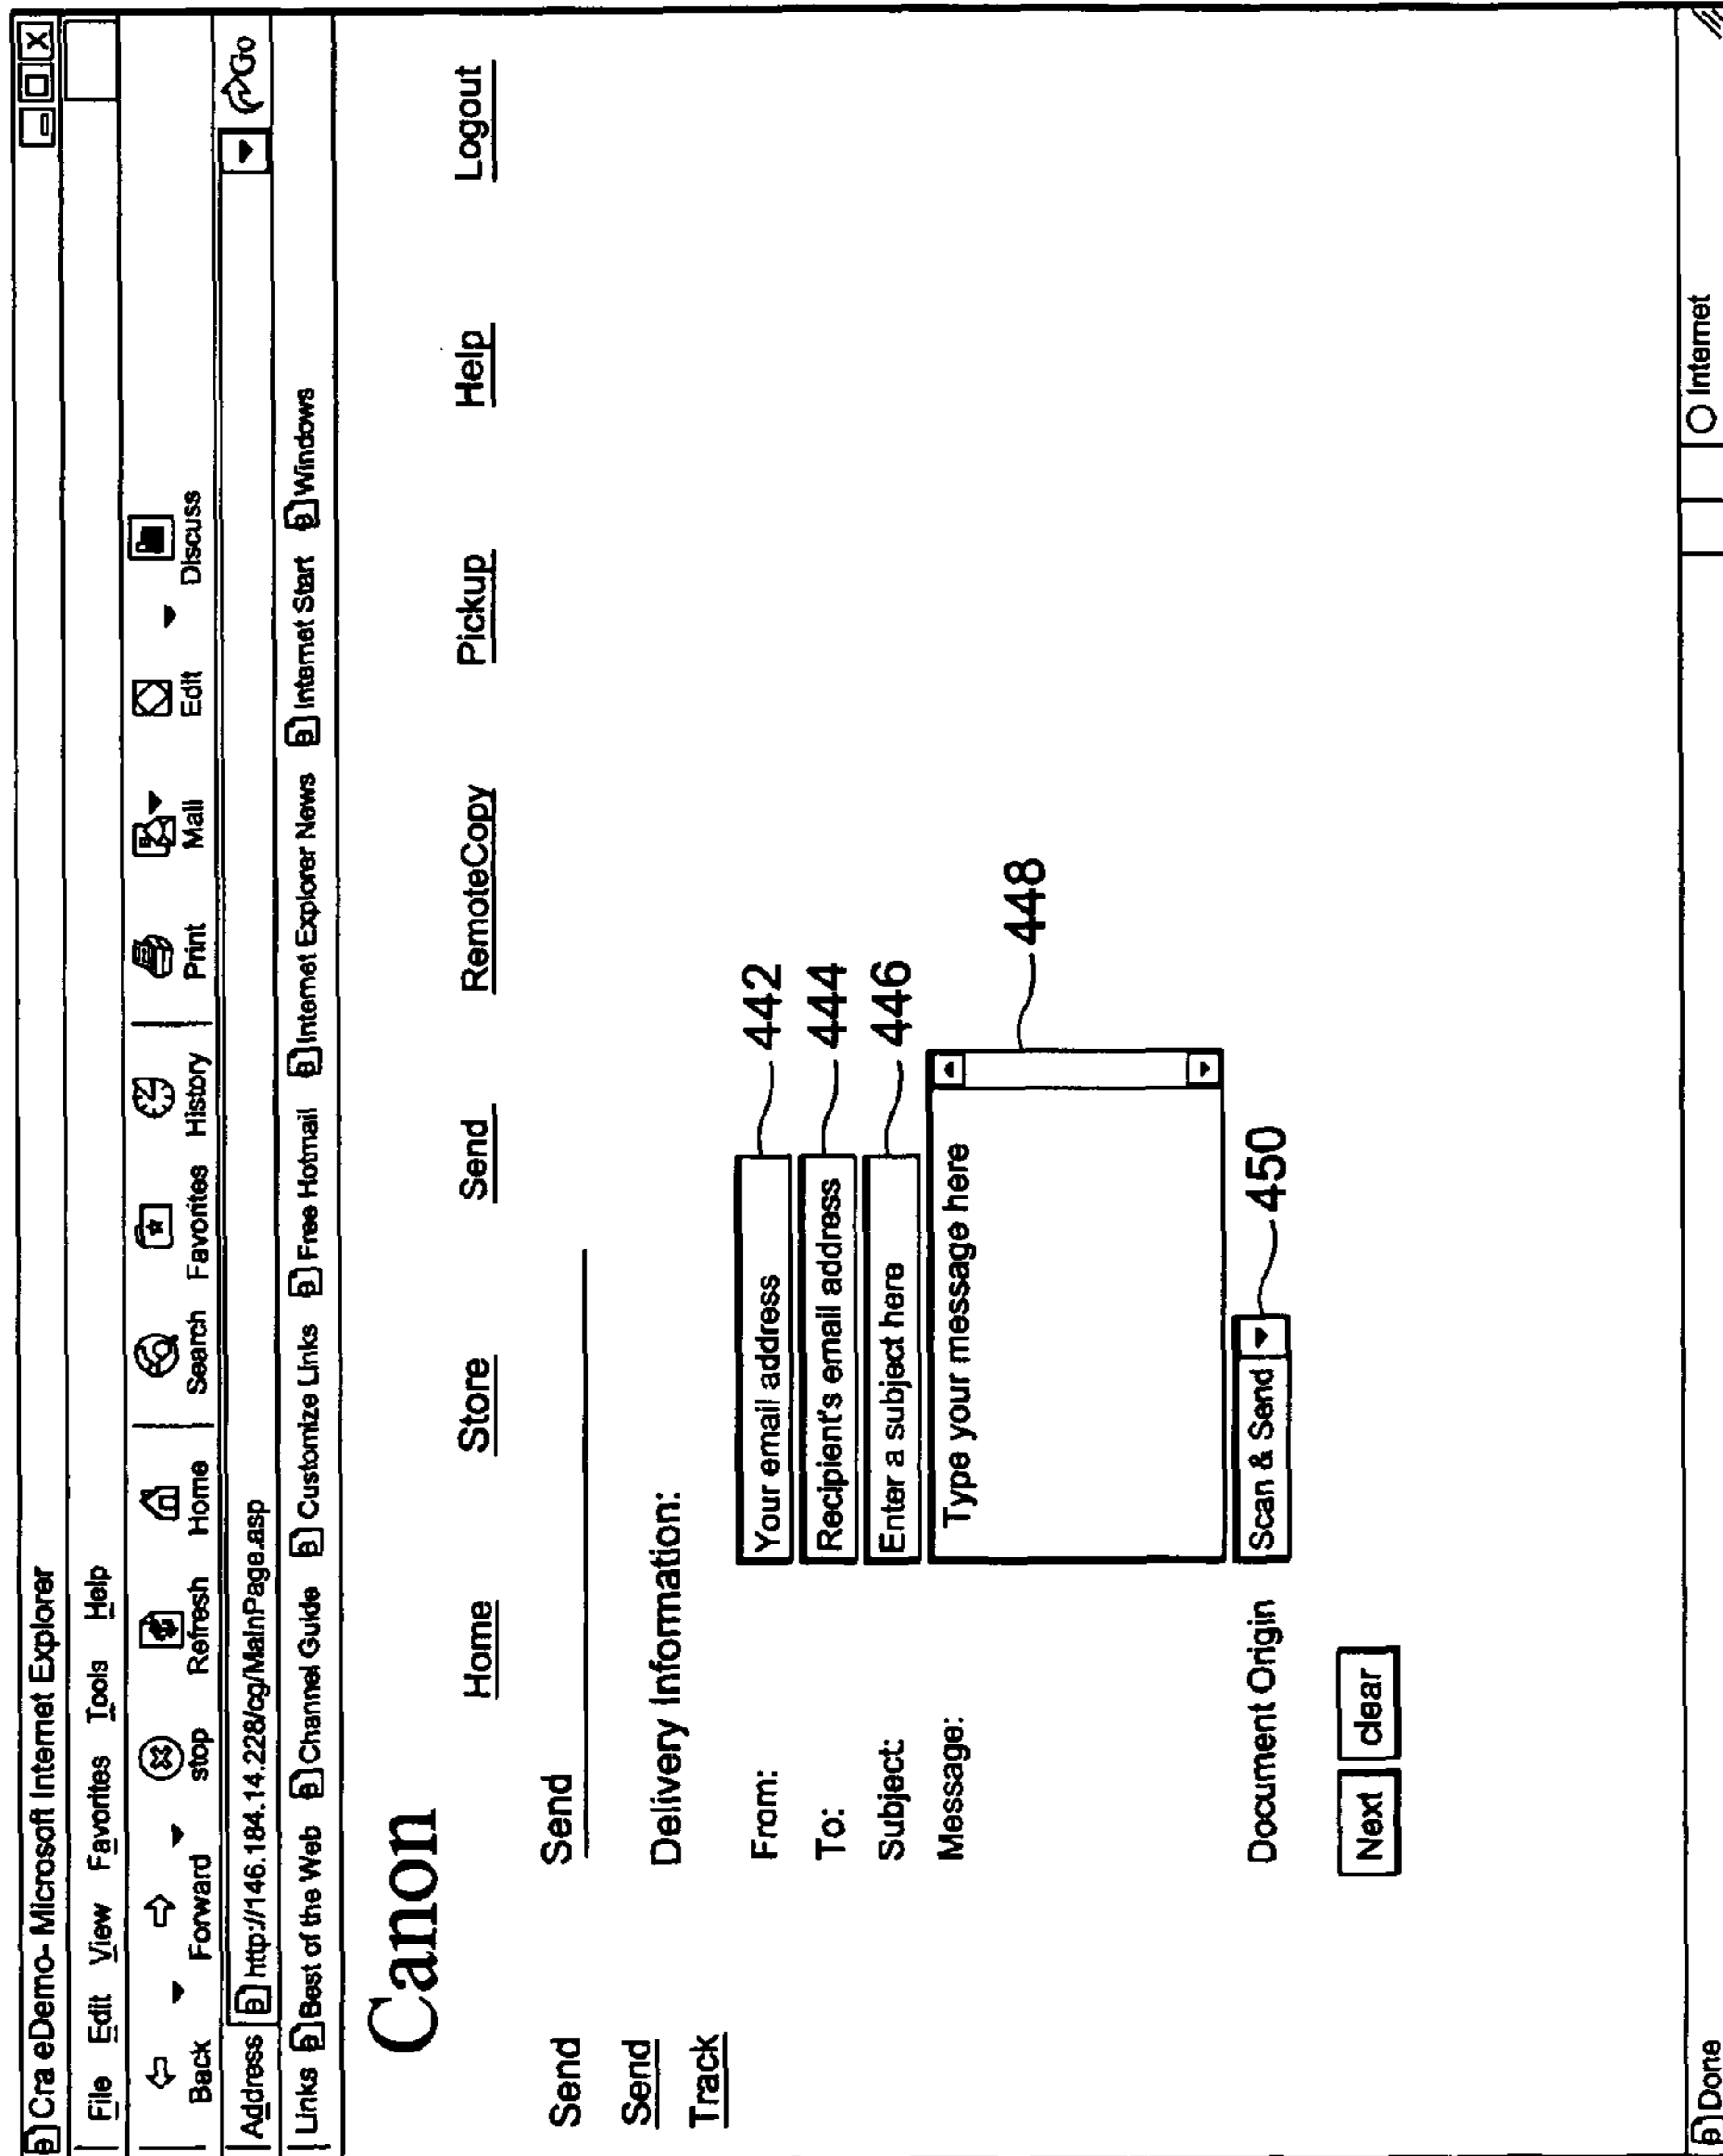 Cra eDemo- Microsoft Internet Explorer
File Edit View Favorites Tools Help
Back Forward stop Refresh Home Search Favorites History Print Mail Edit Discuss
Address http://146.184.14.228/cg/MainPage.asp Go
Links Best of the Web Channel Guide Customize Links Free Hotmail Internet Explorer News Internet Start Windows
Canon
Home Store Send RemoteCopy Pickup Help Logout
Send Send
Send
Track
Delivery Information:
From: Your email address 442
To: Recipient's email address 444
Subject: Enter a subject here 446
Message: Type your message here
448
Document Origin Scan & Send 450
Next clear
Done Internet